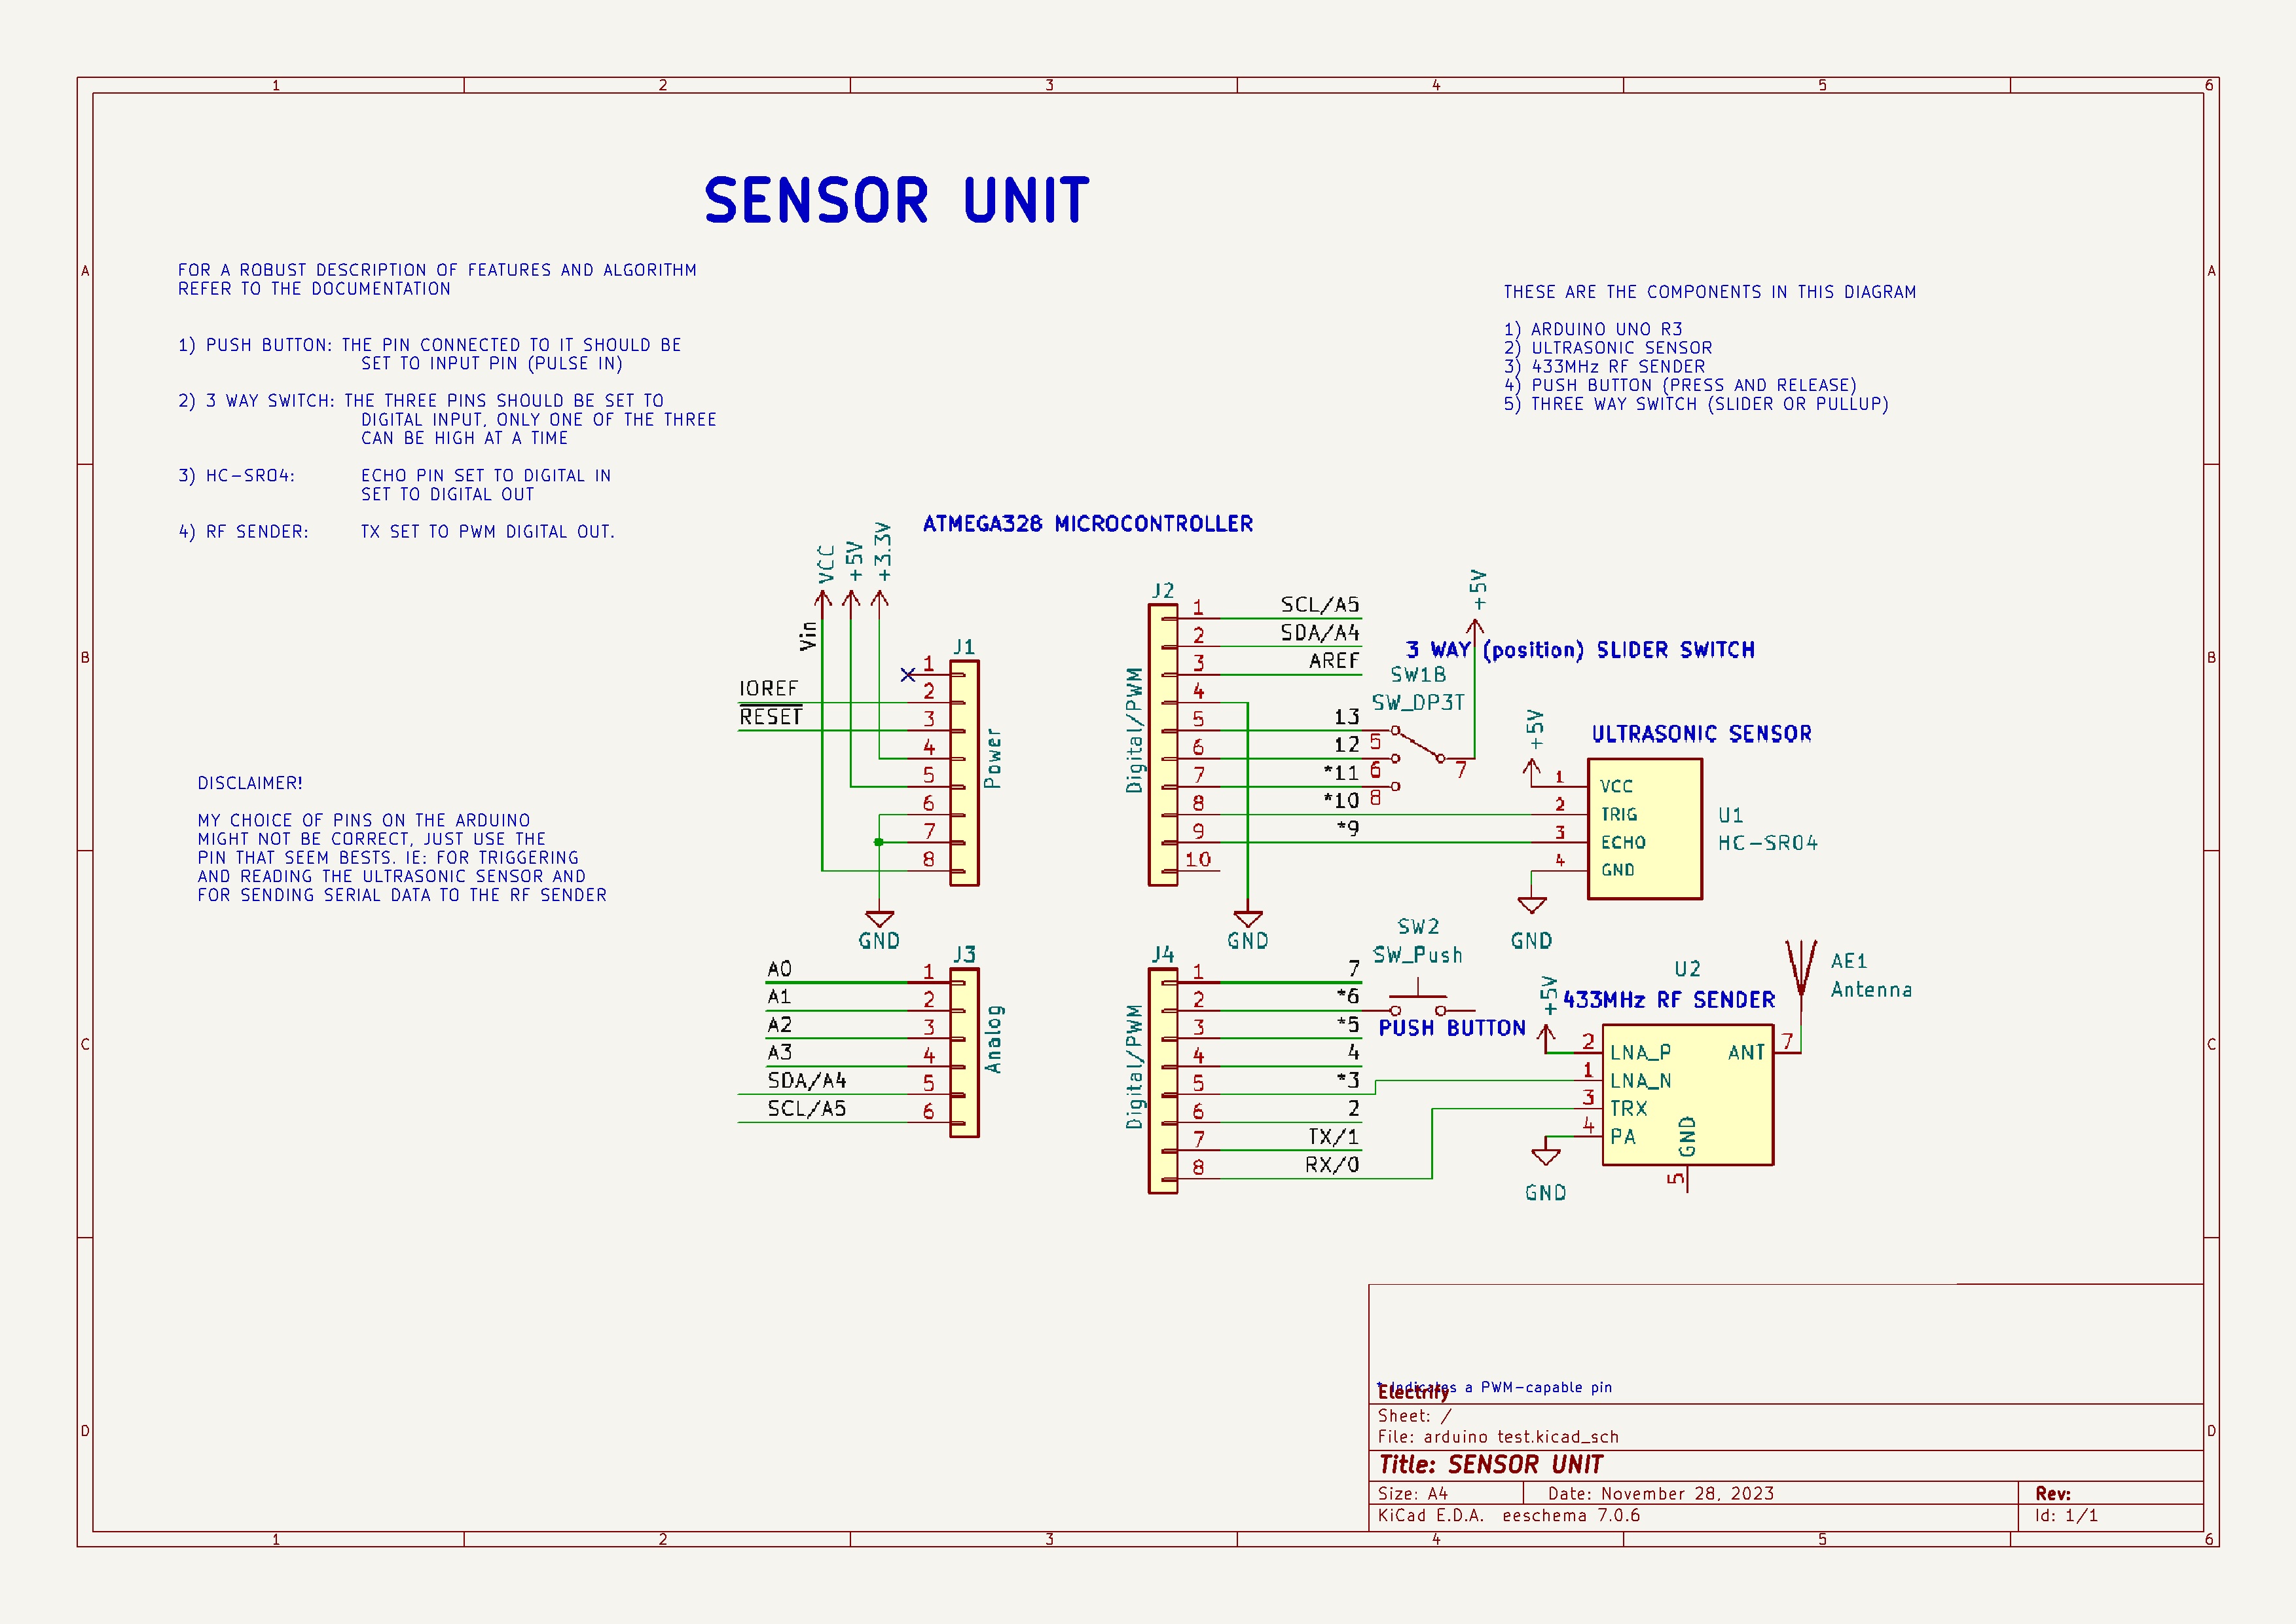 1 2 3 4 5 6
SENSOR UNIT
A A
FOR A ROBUST DESCRIPTION OF FEATURES AND ALGORITHM
REFER TO THE DOCUMENTATION
1) PUSH BUTTON: THE PIN CONNECTED TO IT SHOULD BE
SET TO INPUT PIN (PULSE IN)
2) 3 WAY SWITCH: THE THREE PINS SHOULD BE SET TO
DIGITAL INPUT, ONLY ONE OF THE THREE
CAN BE HIGH AT A TIME
3) HC-SR04: ECHO PIN SET TO DIGITAL IN
SET TO DIGITAL OUT
4) RF SENDER: TX SET TO PWM DIGITAL OUT.
THESE ARE THE COMPONENTS IN THIS DIAGRAM
1) ARDUINO UNO R3
2) ULTRASONIC SENSOR
3) 433MHz RF SENDER
4) PUSH BUTTON (PRESS AND RELEASE)
5) THREE WAY SWITCH (SLIDER OR PULLUP)
B B
DISCLAIMER!
MY CHOICE OF PINS ON THE ARDUINO
MIGHT NOT BE CORRECT, JUST USE THE
PIN THAT SEEM BESTS. IE: FOR TRIGGERING
AND READING THE ULTRASONIC SENSOR AND
FOR SENDING SERIAL DATA TO THE RF SENDER
ATMEGA328 MICROCONTROLLER
VCC
+5V
+3.3V
Vin
J1
1
IOREF 2
RESET 3
4
5
6
7
8
Power
GND
J2
Digital/PWM
1 SCL/A5
2 SDA/A4
3 AREF
4
5 13
6 12
7 *11
8 *10
9 *9
10
GND
+5V
3 WAY (position) SLIDER SWITCH
SW1B
SW_DP3T
5
6
8
7
+5V
ULTRASONIC SENSOR
1 VCC
2 TRIG
3 ECHO
4 GND
U1
HC-SR04
GND
C C
J3
A0 1
A1 2
A2 3
A3 4
SDA/A4 5
SCL/A5 6
Analog
J4
Digital/PWM
1 7
2 *6
3 *5
4 4
5 *3
6 2
7 TX/1
8 RX/0
SW2
SW_Push
PUSH BUTTON
+5V
U2
433MHz RF SENDER
2 LNA_P
1 LNA_N
3 TRX
4 PA
ANT 7
GND
5
GND
AE1
Antenna
D D
* Indicates a PWM-capable pin
Electrify
Sheet: /
File: arduino test.kicad_sch
Title: SENSOR UNIT
Size: A4 Date: November 28, 2023 Rev:
KiCad E.D.A. eeschema 7.0.6 Id: 1/1
1 2 3 4 5 6